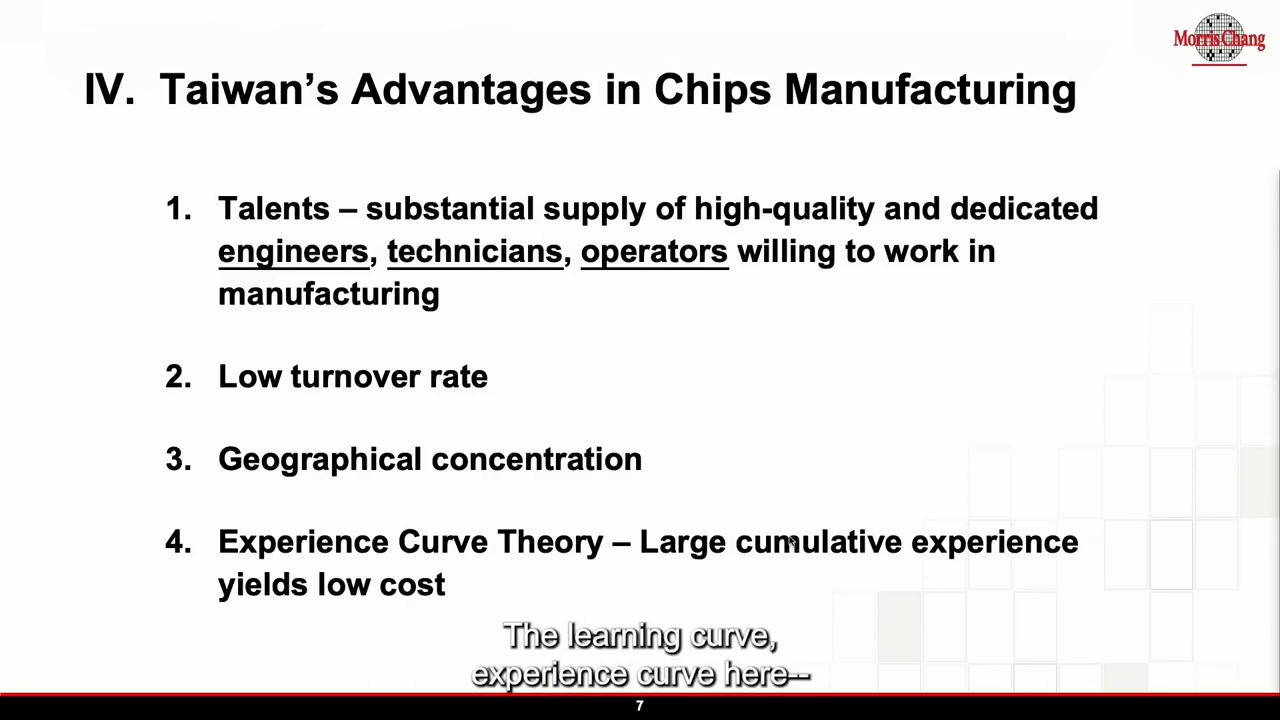 Morris Chang
IV. Taiwan’s Advantages in Chips Manufacturing
1. Talents – substantial supply of high-quality and dedicated
engineers, technicians, operators willing to work in
manufacturing
2. Low turnover rate
3. Geographical concentration
4. Experience Curve Theory – Large cumulative experience
yields low cost
The learning curve,
experience curve here--
7